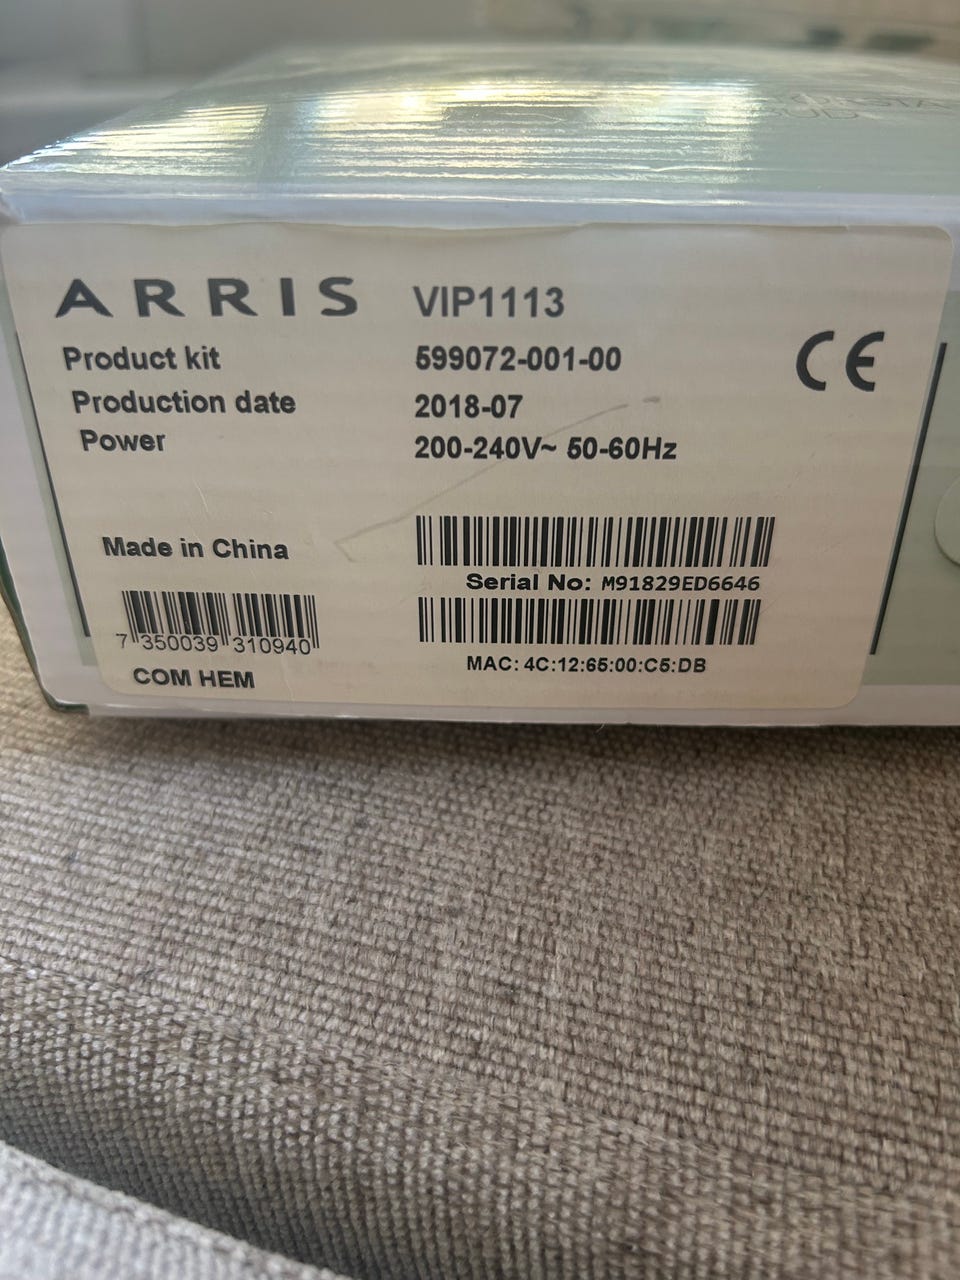 ARRIS VIP1113
Product kit 599072-001-00
Production date 2018-07
Power 200-240V~ 50-60Hz
CE
Made in China
Serial No: M91829ED6646
7 350039 310940
MAC: 4C:12:65:00:C5:DB
COM HEM